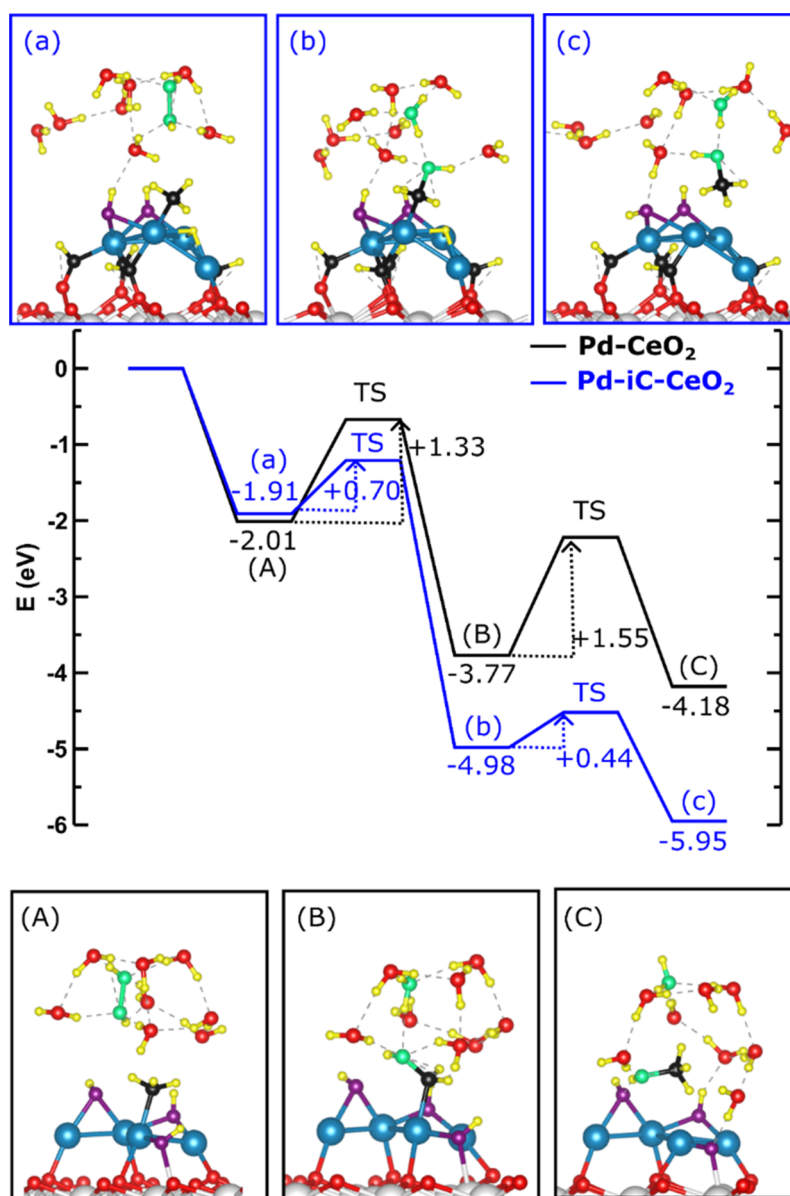 (a)
(b)
(c)
Pd-CeO₂
Pd-iC-CeO₂
E (eV)
0
-1
-2
-3
-4
-5
-6
TS
TS
(a)
-1.91
+0.70
+1.33
-2.01
(A)
TS
(B)
-3.77
+1.55
(C)
-4.18
TS
(b)
-4.98
+0.44
(c)
-5.95
(A)
(B)
(C)